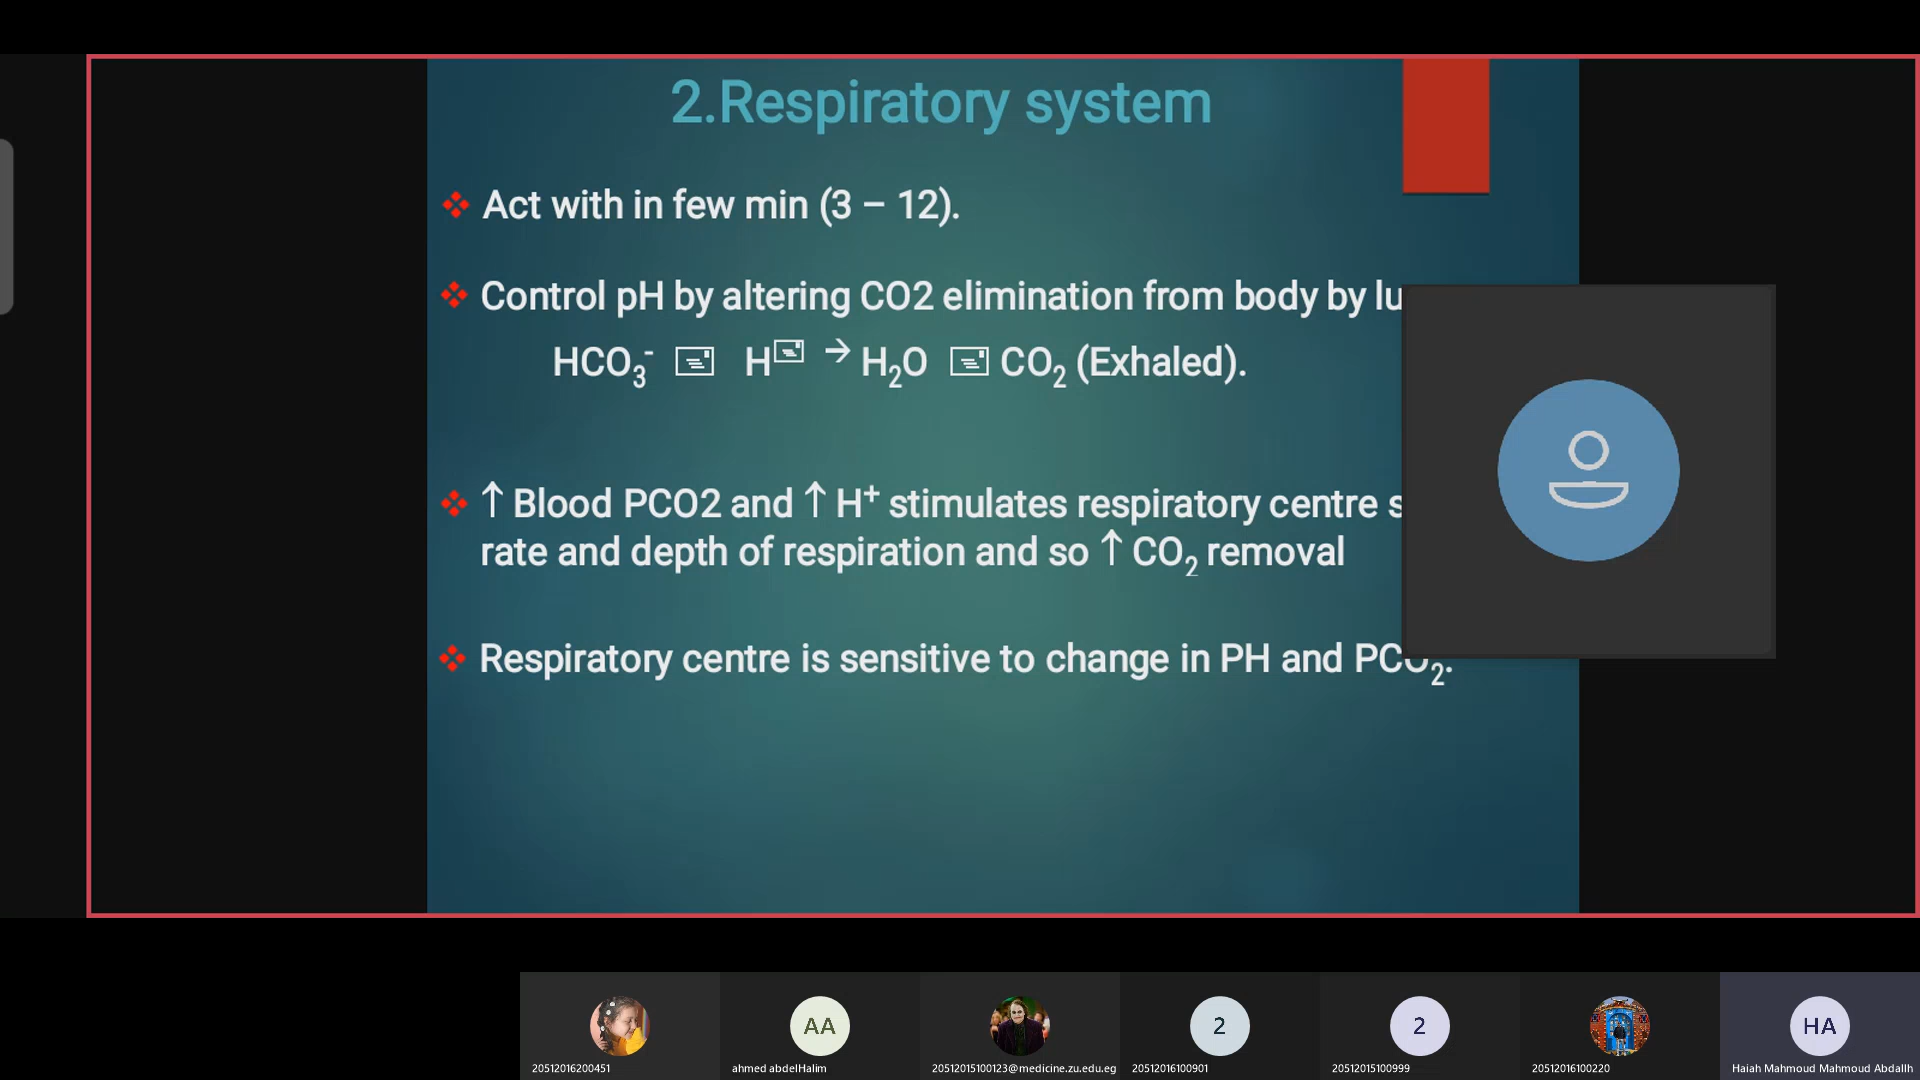 2.Respiratory system
Act with in few min (3 – 12).
Control pH by altering CO2 elimination from body by lu
HCO₃⁻ H → H₂O CO₂ (Exhaled).
↑ Blood PCO2 and ↑ H⁺ stimulates respiratory centre s
rate and depth of respiration and so ↑ CO₂ removal
Respiratory centre is sensitive to change in PH and PCO₂.
AA
2
2
HA
20512016200451
ahmed abdelHalim
20512015100123@medicine.zu.edu.eg
20512016100901
20512015100999
20512016100220
Haiah Mahmoud Mahmoud Abdallh